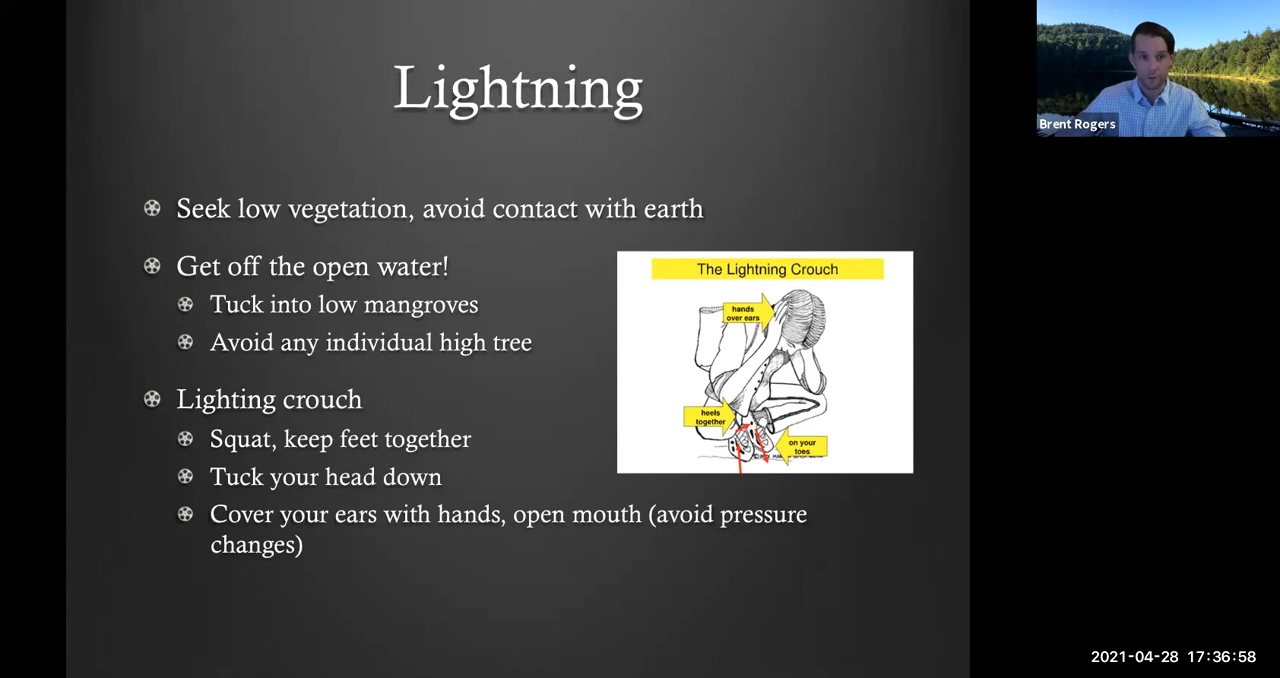 Lightning
Seek low vegetation, avoid contact with earth
Get off the open water!
Tuck into low mangroves
Avoid any individual high tree
Lighting crouch
Squat, keep feet together
Tuck your head down
Cover your ears with hands, open mouth (avoid pressure
changes)
The Lightning Crouch
hands
over ears
heels
together
on your
toes
Brent Rogers
2021-04-28 17:36:58